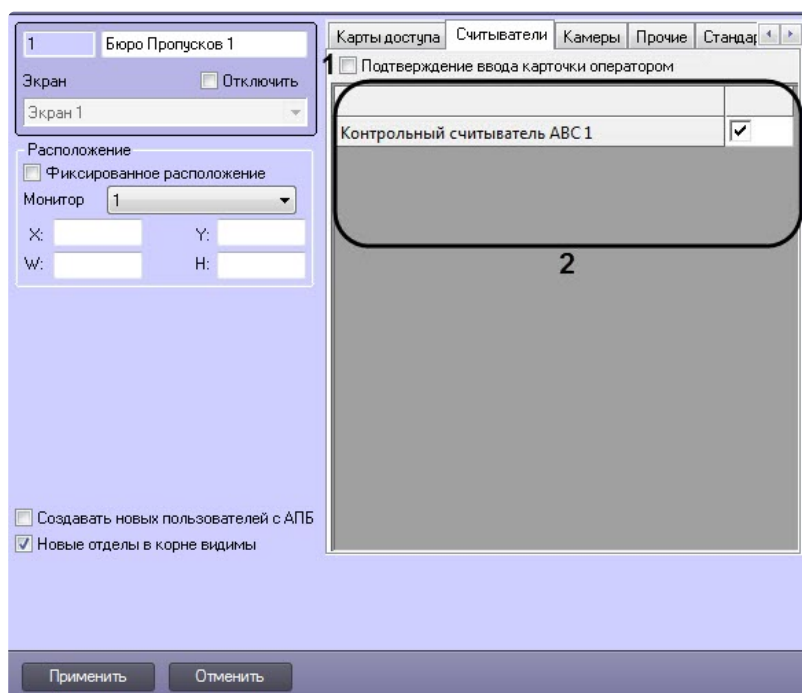 1 Бюро Пропусков 1
Экран Отключить
Экран 1
Расположение
Фиксированное расположение
Монитор 1
X: Y:
W: H:
Создавать новых пользователей с АПБ
Новые отделы в корне видимы
Карты доступа Считыватели Камеры Прочие Стандар
1 Подтверждение ввода карточки оператором
Контрольный считыватель ABC 1
2
Применить Отменить